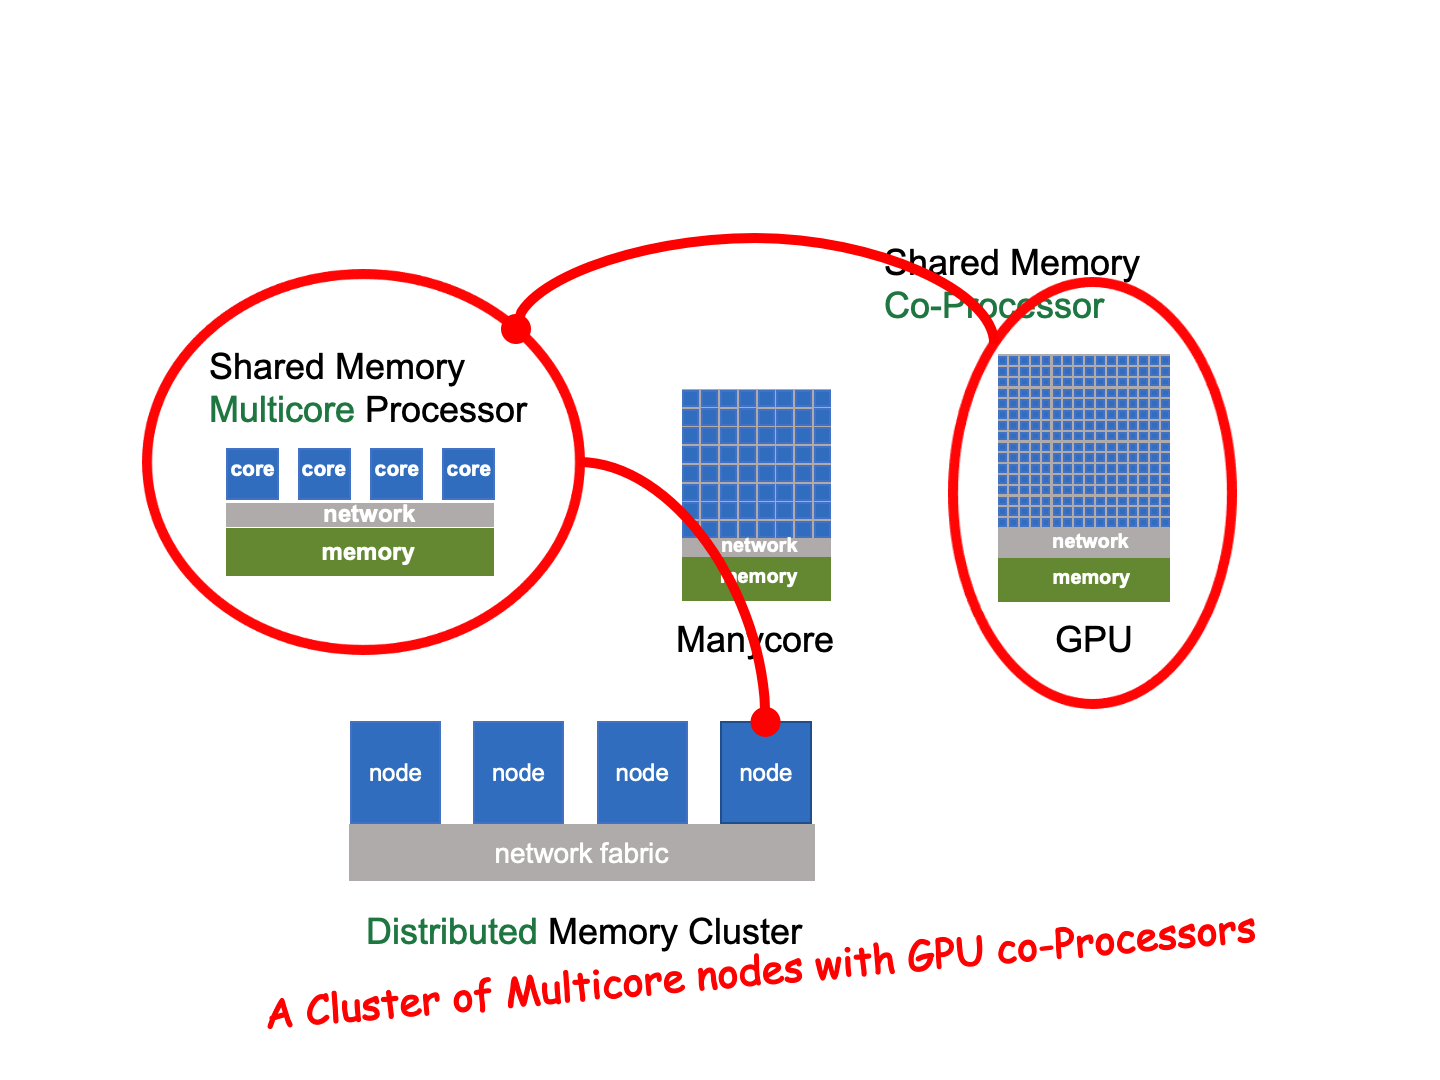 Shared Memory
Co-Processor
Shared Memory
Multicore Processor
core core core core
network
memory
network
memory
Manycore
network
memory
GPU
node node node node
network fabric
Distributed Memory Cluster
A Cluster of Multicore nodes with GPU co-Processors